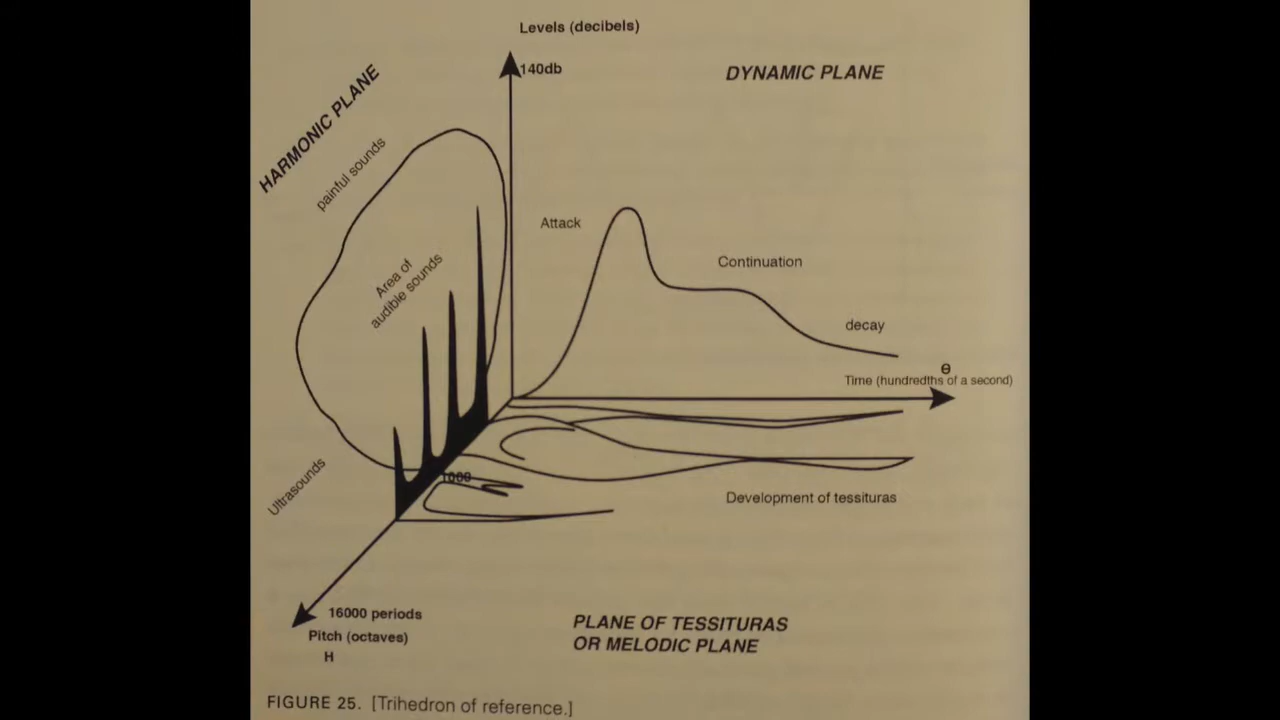 Levels (decibels)
140db
DYNAMIC PLANE
HARMONIC PLANE
painful sounds
Attack
Area of
audible sounds
Continuation
decay
θ
Time (hundredths of a second)
Ultrasounds
1000
Development of tessituras
16000 periods
Pitch (octaves)
H
PLANE OF TESSITURAS
OR MELODIC PLANE
FIGURE 25. [Trihedron of reference.]